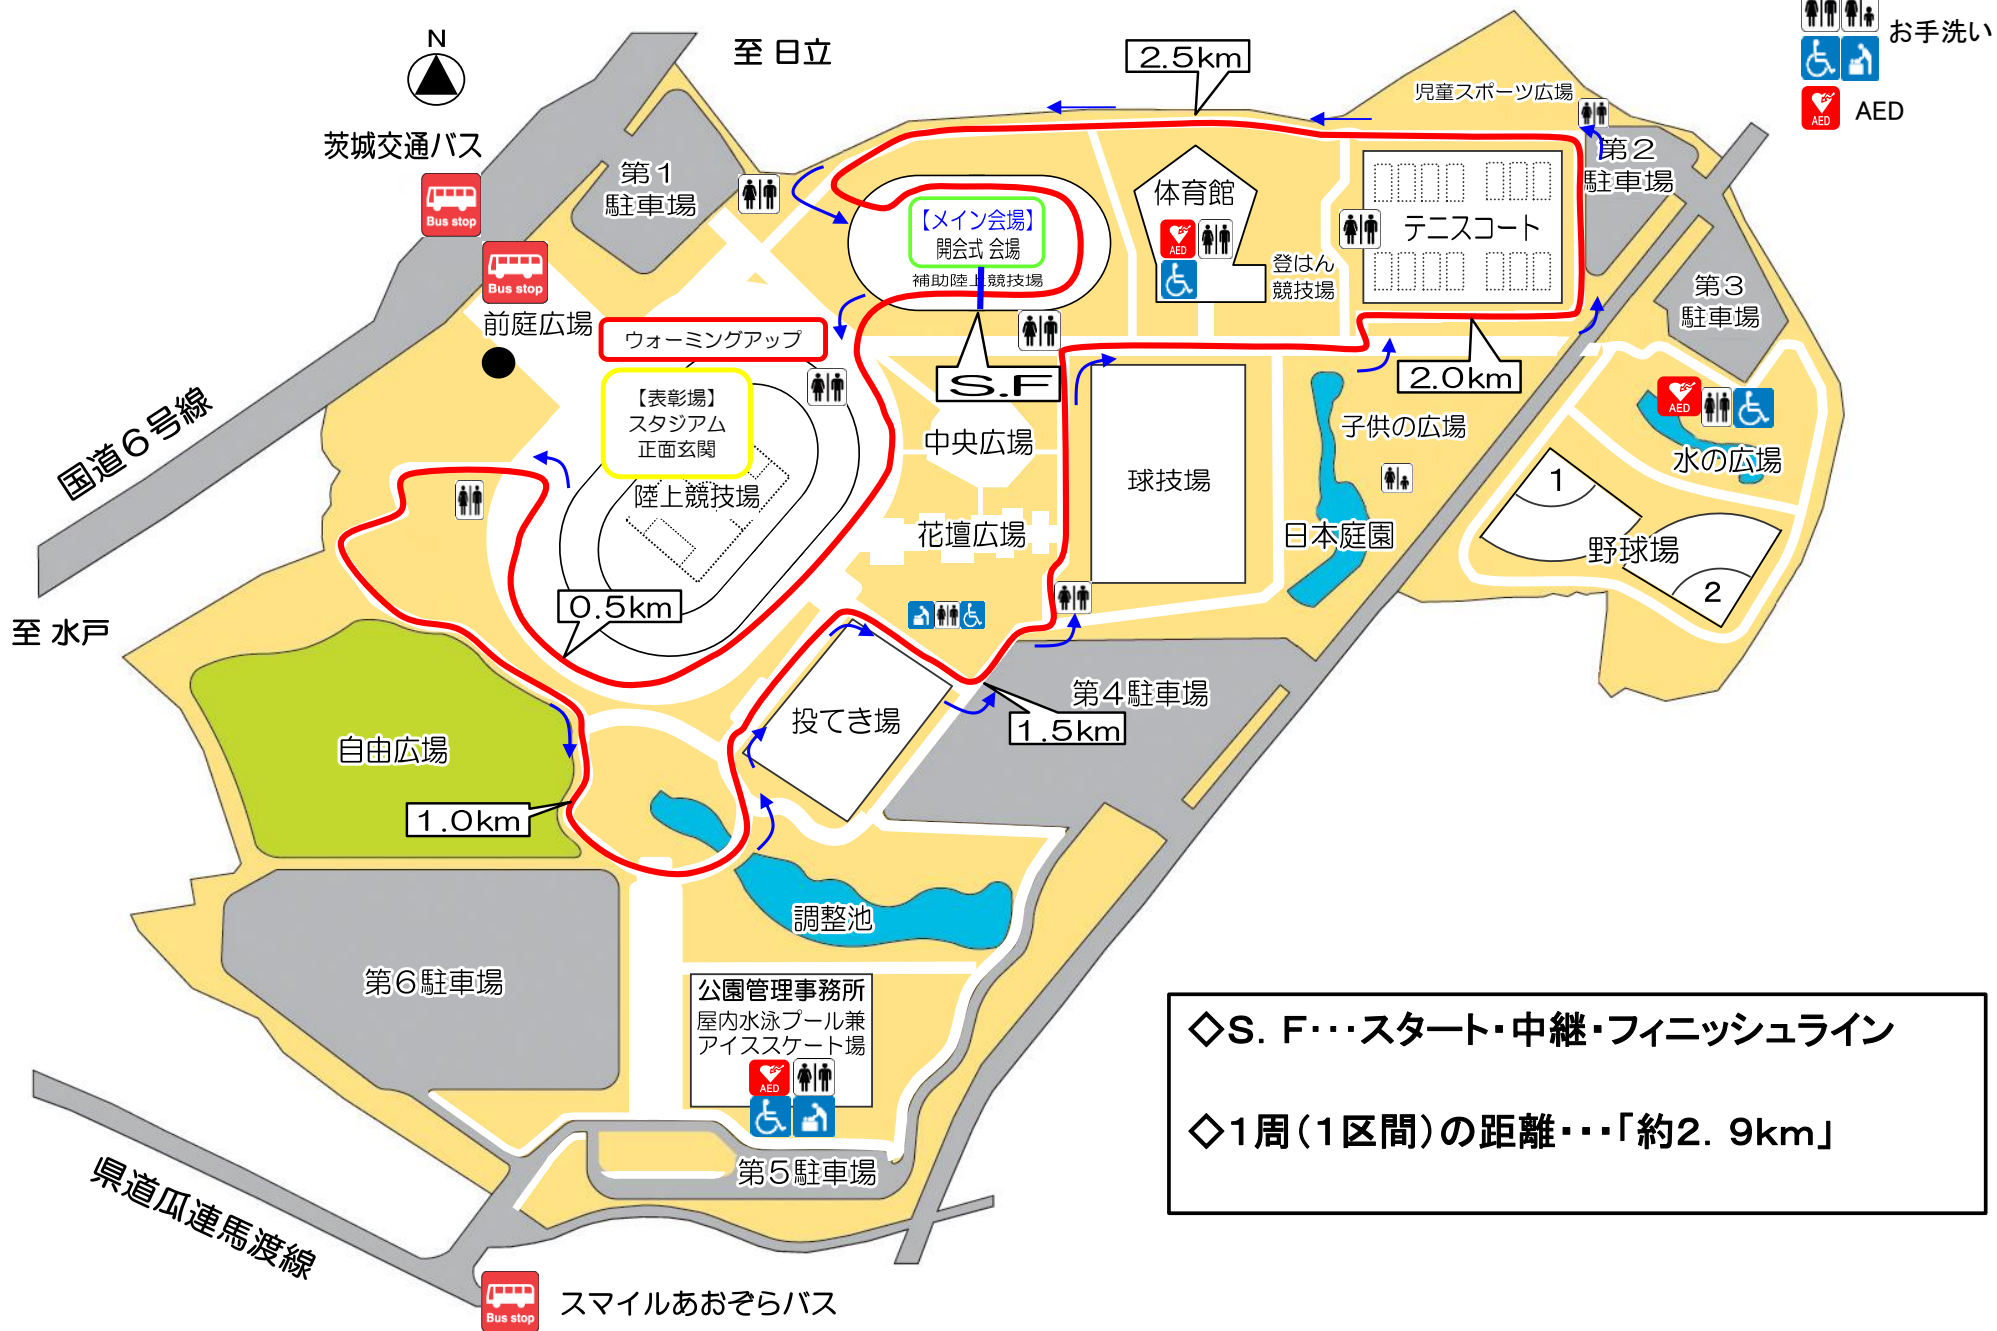 お手洗い
AED
AED
N
至 日立
2.5km
児童スポーツ広場
茨城交通バス
Bus stop
Bus stop
第1
駐車場
第2
駐車場
体育館
AED
【メイン会場】
開会式 会場
補助陸上競技場
テニスコート
登はん
競技場
第3
駐車場
前庭広場
ウォーミングアップ
S.F
2.0km
【表彰場】
スタジアム
正面玄関
陸上競技場
国道6号線
中央広場
球技場
子供の広場
AED
水の広場
1
花壇広場
日本庭園
野球場
2
0.5km
至 水戸
第4駐車場
1.5km
投てき場
自由広場
1.0km
調整池
第6駐車場
公園管理事務所
屋内水泳プール兼
アイススケート場
AED
◇S．F･･･スタート・中継・フィニッシュライン
◇1周（1区間）の距離･･･「約2．9km」
第5駐車場
県道瓜連馬渡線
Bus stop
スマイルあおぞらバス